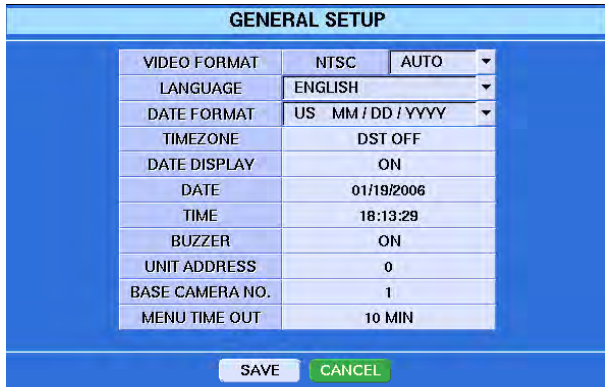 GENERAL SETUP
VIDEO FORMAT NTSC AUTO
LANGUAGE ENGLISH
DATE FORMAT US MM / DD / YYYY
TIMEZONE DST OFF
DATE DISPLAY ON
DATE 01/19/2006
TIME 18:13:29
BUZZER ON
UNIT ADDRESS 0
BASE CAMERA NO. 1
MENU TIME OUT 10 MIN
SAVE CANCEL